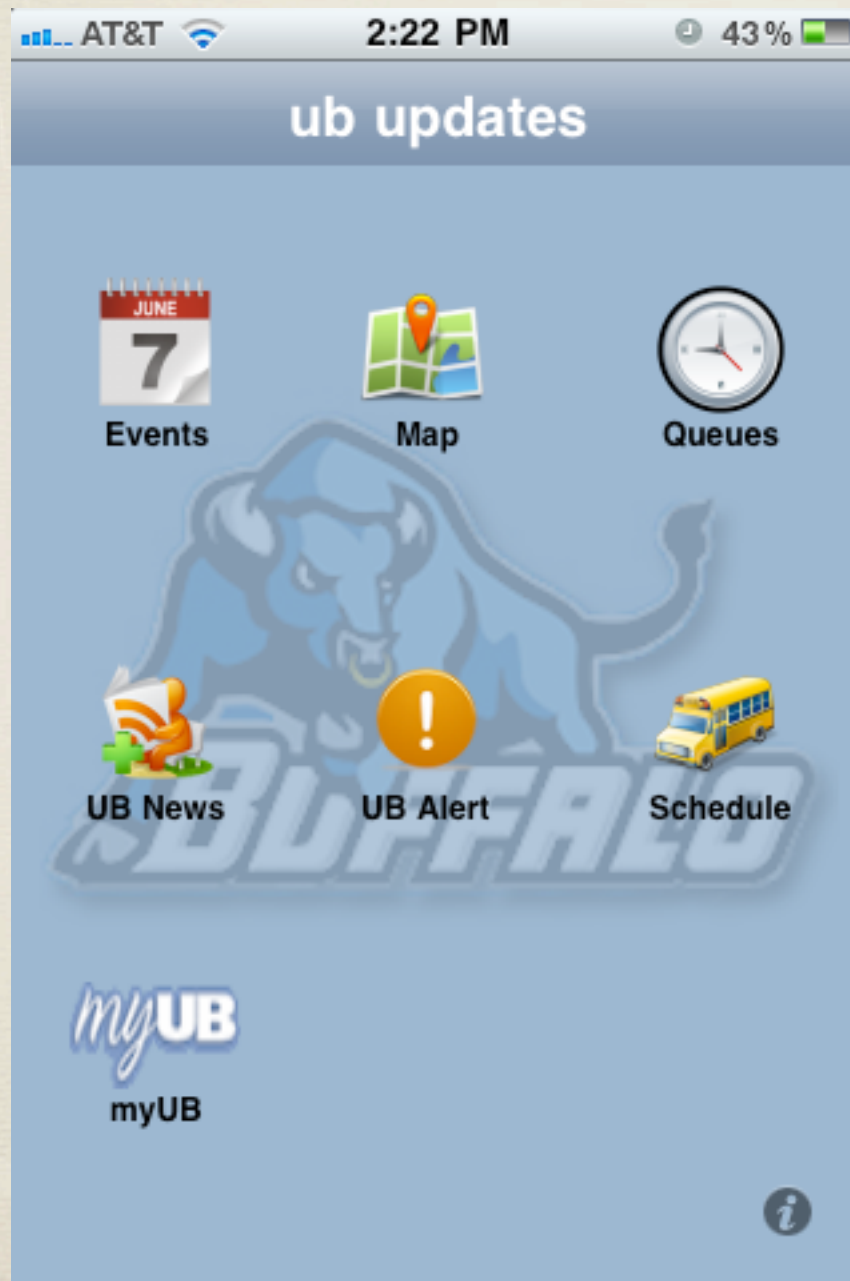 AT&T 2:22 PM 43%
ub updates
JUNE
7
Events Map Queues
UB News UB Alert Schedule
BUFFALO
myUB
myUB
i